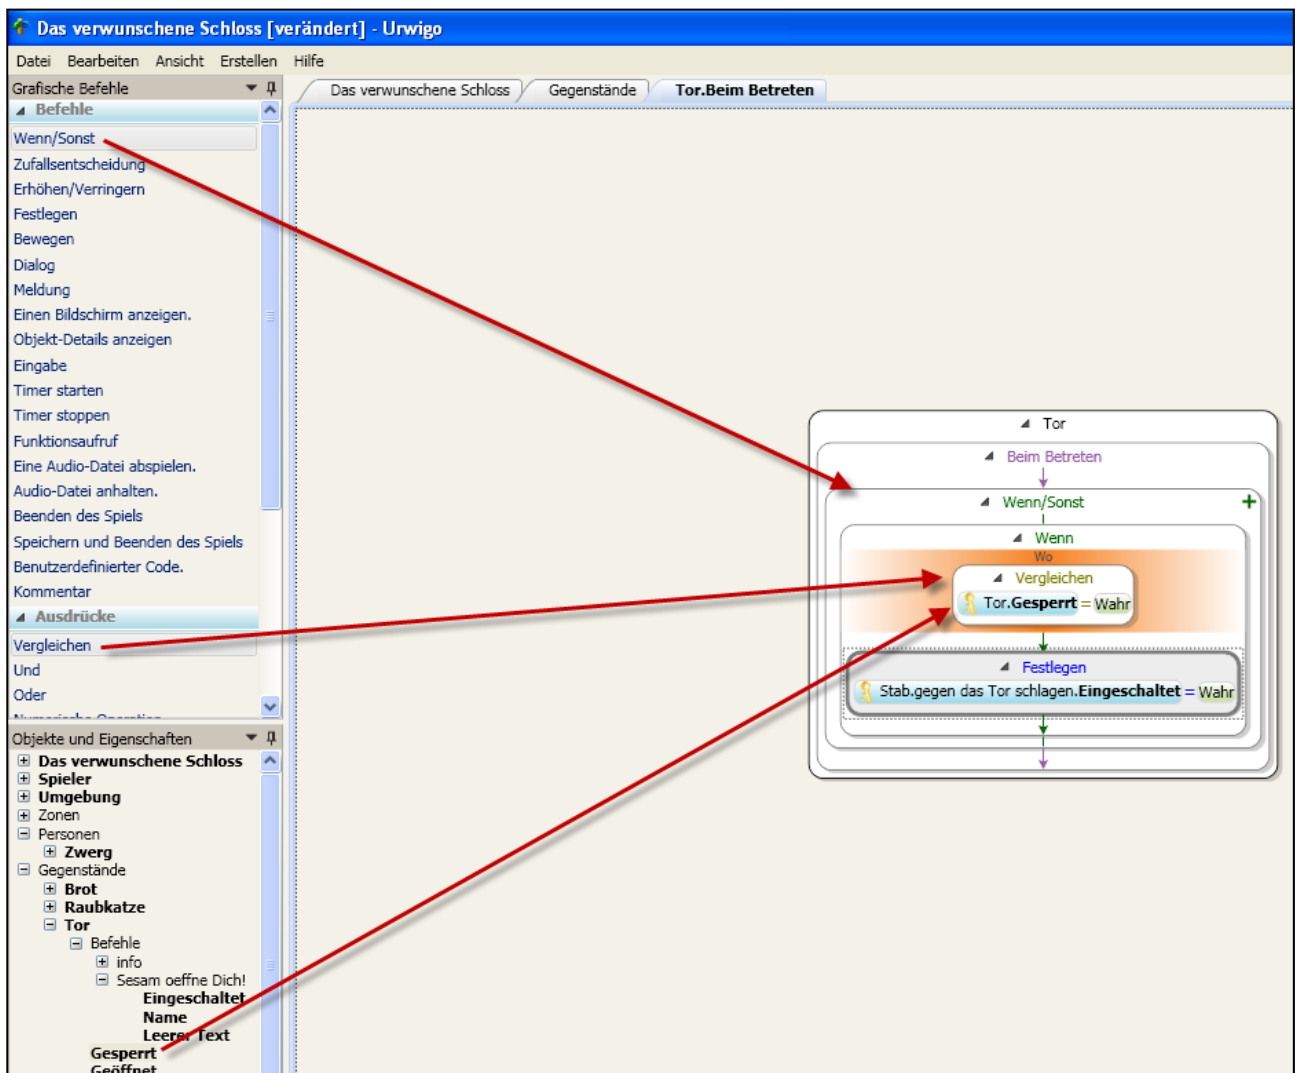 Das verwunschene Schloss [verändert] - Urwigo
Datei Bearbeiten Ansicht Erstellen Hilfe
Grafische Befehle
Befehle
Wenn/Sonst
Zufallsentscheidung
Erhöhen/Verringern
Festlegen
Bewegen
Dialog
Meldung
Einen Bildschirm anzeigen.
Objekt-Details anzeigen
Eingabe
Timer starten
Timer stoppen
Funktionsaufruf
Eine Audio-Datei abspielen.
Audio-Datei anhalten.
Beenden des Spiels
Speichern und Beenden des Spiels
Benutzerdefinierter Code.
Kommentar
Ausdrücke
Vergleichen
Und
Oder
Numerische Operation
Objekte und Eigenschaften
Das verwunschene Schloss
Spieler
Umgebung
Zonen
Personen
Zwerg
Gegenstände
Brot
Raubkatze
Tor
Befehle
info
Sesam oeffne Dich!
Eingeschaltet
Name
Leerer Text
Gesperrt
Geöffnet
Das verwunschene Schloss Gegenstände Tor.Beim Betreten
Tor
Beim Betreten
Wenn/Sonst
Wenn
Wo
Vergleichen
Tor.Gesperrt = Wahr
Festlegen
Stab.gegen das Tor schlagen.Eingeschaltet = Wahr